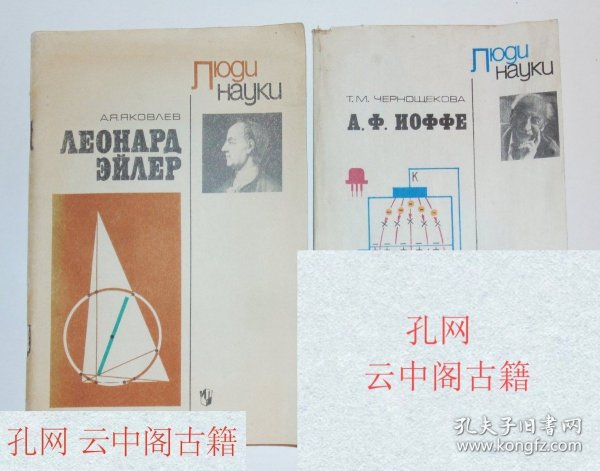 Люди
науки
А.Я.ЯКОВЛЕВ
ЛЕОНАРД
ЭЙЛЕР
Люди
науки
Т.М.ЧЕРНОЩЕКОВА
А.Ф.ИОФФЕ
К
孔网
云中阁古籍
孔网 云中阁古籍
孔夫子旧书网
www.kongfz.com